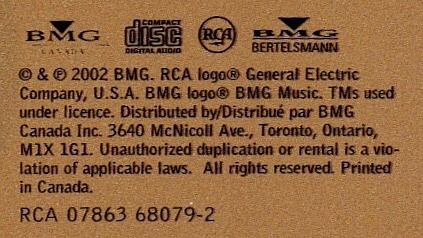 BMG CANADA COMPACT disc DIGITAL AUDIO RCA BMG BERTELSMANN
© & ℗ 2002 BMG. RCA logo® General Electric
Company, U.S.A. BMG logo® BMG Music. TMs used
under licence. Distributed by/Distribué par BMG
Canada Inc. 3640 McNicoll Ave., Toronto, Ontario,
M1X 1G1. Unauthorized duplication or rental is a vio-
lation of applicable laws. All rights reserved. Printed
in Canada.
RCA 07863 68079-2